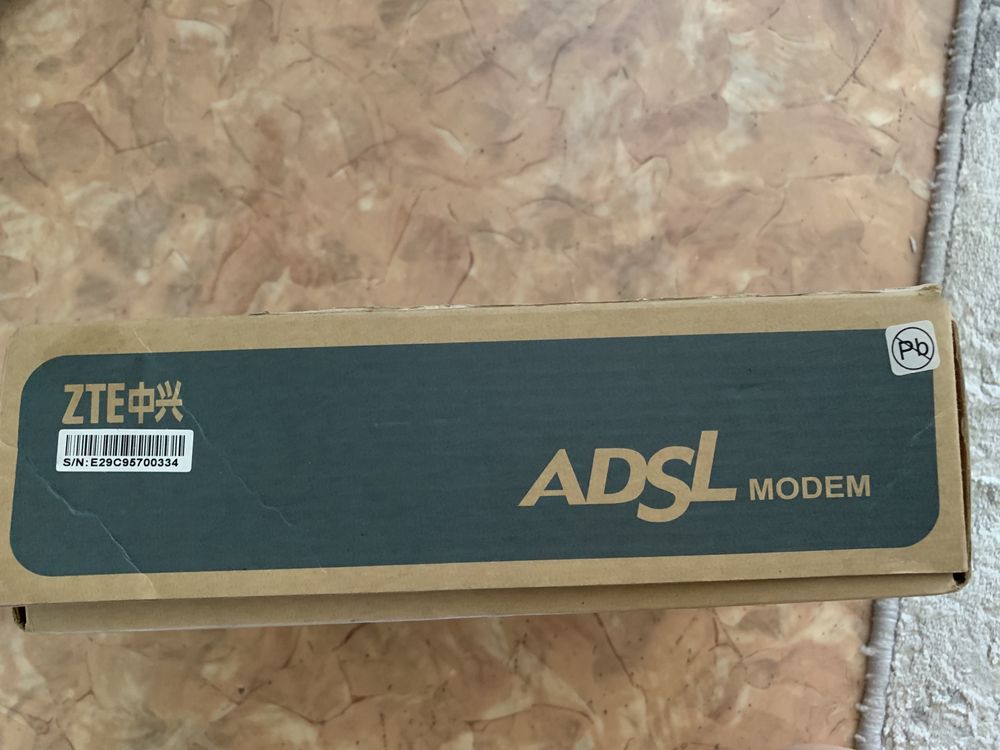 ZTE中兴
S/N:E29C95700334
Pb
ADSL MODEM